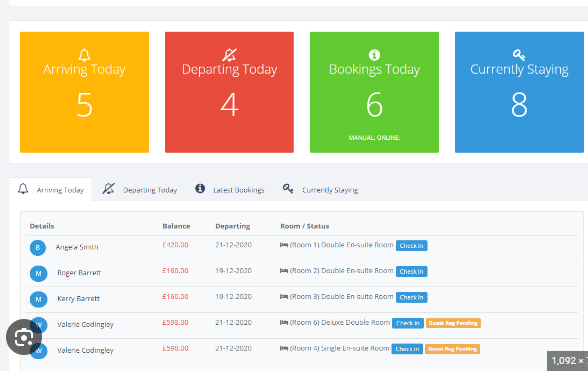 Arriving Today
5
Departing Today
4
Bookings Today
6
MANUAL: ONLINE:
Currently Staying
8
Arriving Today Departing Today Latest Bookings Currently Staying
Details Balance Departing Room / Status
B Angela Smith £420.00 21-12-2020 (Room 1) Double En-suite Room Check in
M Roger Barrett £160.00 19-12-2020 (Room 2) Double En-suite Room Check in
M Kerry Barrett £160.00 19-12-2020 (Room 3) Double En-suite Room Check in
W Valerie Codingley £598.00 21-12-2020 (Room 6) Deluxe Double Room Check in Guest Reg Pending
W Valerie Codingley £598.00 21-12-2020 (Room 4) Single En-suite Room Check in Guest Reg Pending
1,092 ×